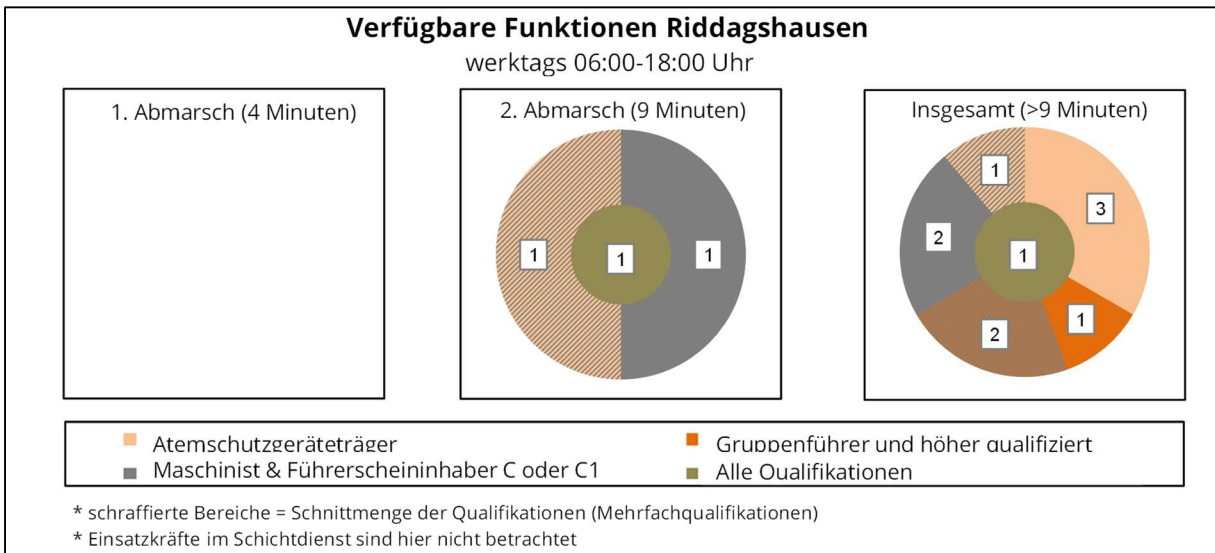 Verfügbare Funktionen Riddagshausen
werktags 06:00-18:00 Uhr
1. Abmarsch (4 Minuten)
2. Abmarsch (9 Minuten)
1
1
1
Insgesamt (>9 Minuten)
1
3
2
1
1
2
Atemschutzgeräteträger
Gruppenführer und höher qualifiziert
Maschinist & Führerscheininhaber C oder C1
Alle Qualifikationen
* schraffierte Bereiche = Schnittmenge der Qualifikationen (Mehrfachqualifikationen)
* Einsatzkräfte im Schichtdienst sind hier nicht betrachtet